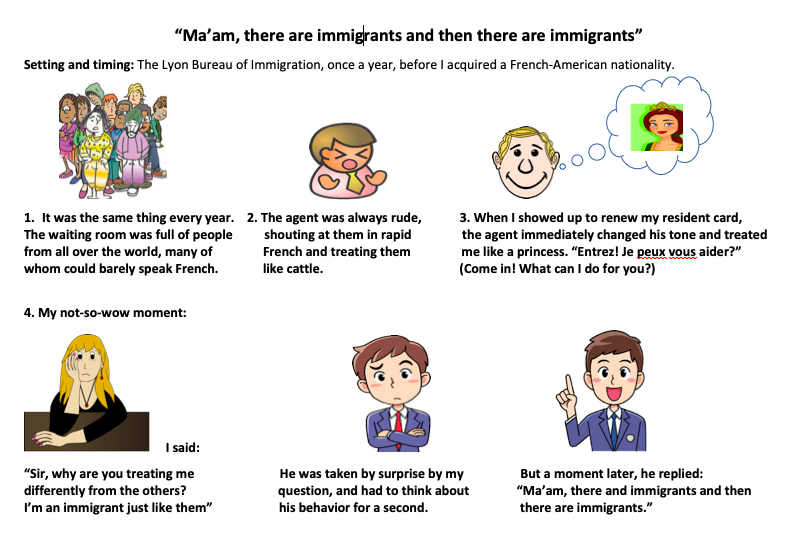 “Ma’am, there are immigrants and then there are immigrants”
Setting and timing: The Lyon Bureau of Immigration, once a year, before I acquired a French-American nationality.
1. It was the same thing every year.
The waiting room was full of people
from all over the world, many of
whom could barely speak French.
2. The agent was always rude,
shouting at them in rapid
French and treating them
like cattle.
3. When I showed up to renew my resident card,
the agent immediately changed his tone and treated
me like a princess. “Entrez! Je peux vous aider?”
(Come in! What can I do for you?)
4. My not-so-wow moment:
I said:
“Sir, why are you treating me
differently from the others?
I’m an immigrant just like them”
He was taken by surprise by my
question, and had to think about
his behavior for a second.
But a moment later, he replied:
“Ma’am, there and immigrants and then
there are immigrants.”